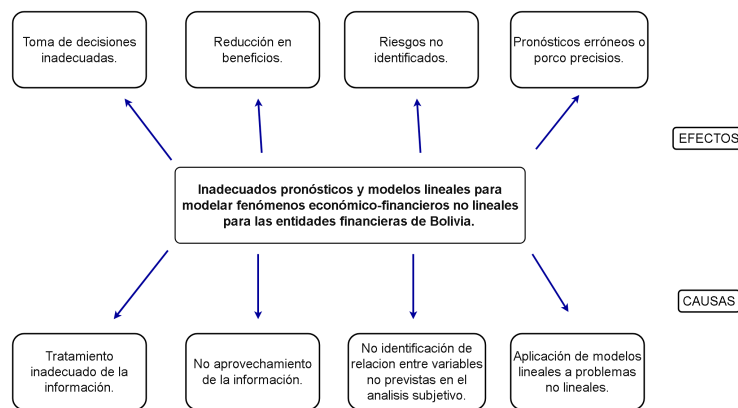 Toma de decisiones
inadecuadas.
Reducción en
beneficios.
Riesgos no
identificados.
Pronósticos erróneos o
porco precisios.
EFECTOS
Inadecuados pronósticos y modelos lineales para
modelar fenómenos económico-financieros no lineales
para las entidades financieras de Bolivia.
CAUSAS
Tratamiento
inadecuado de la
información.
No aprovechamiento
de la información.
No identificación de
relacion entre variables
no previstas en el
analisis subjetivo.
Aplicación de modelos
lineales a problemas
no lineales.